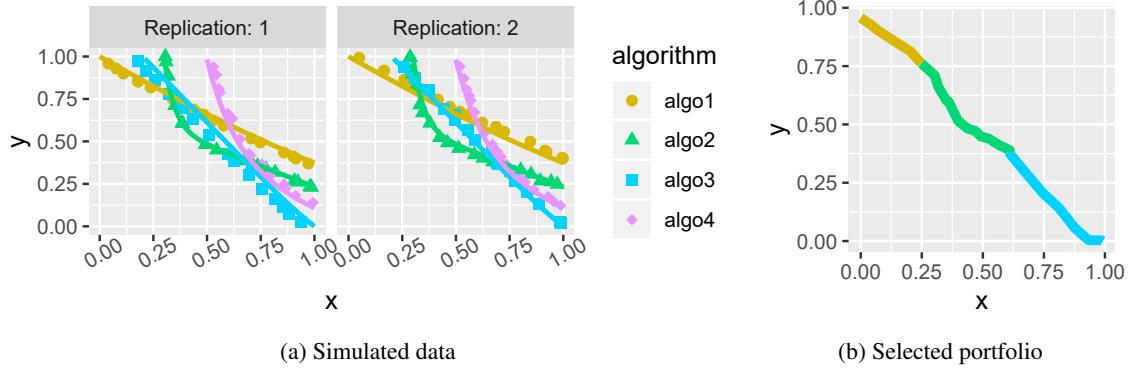 Replication: 1
Replication: 2
y
1.00
0.75
0.50
0.25
0.00
0.00
0.25
0.50
0.75
1.00
0.00
0.25
0.50
0.75
1.00
x
algorithm
algo1
algo2
algo3
algo4
(a) Simulated data
y
1.00
0.75
0.50
0.25
0.00
0.00
0.25
0.50
0.75
1.00
x
(b) Selected portfolio